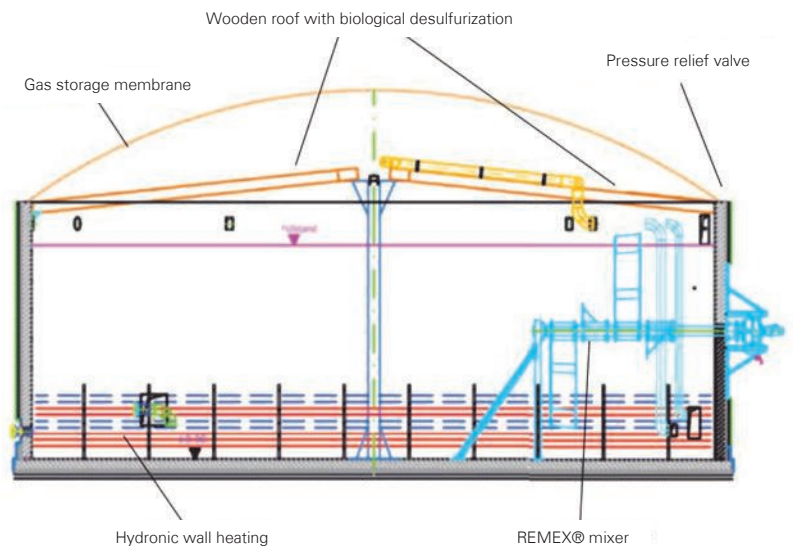 Wooden roof with biological desulfurization
Pressure relief valve
Gas storage membrane
Hydronic wall heating
REMEX® mixer